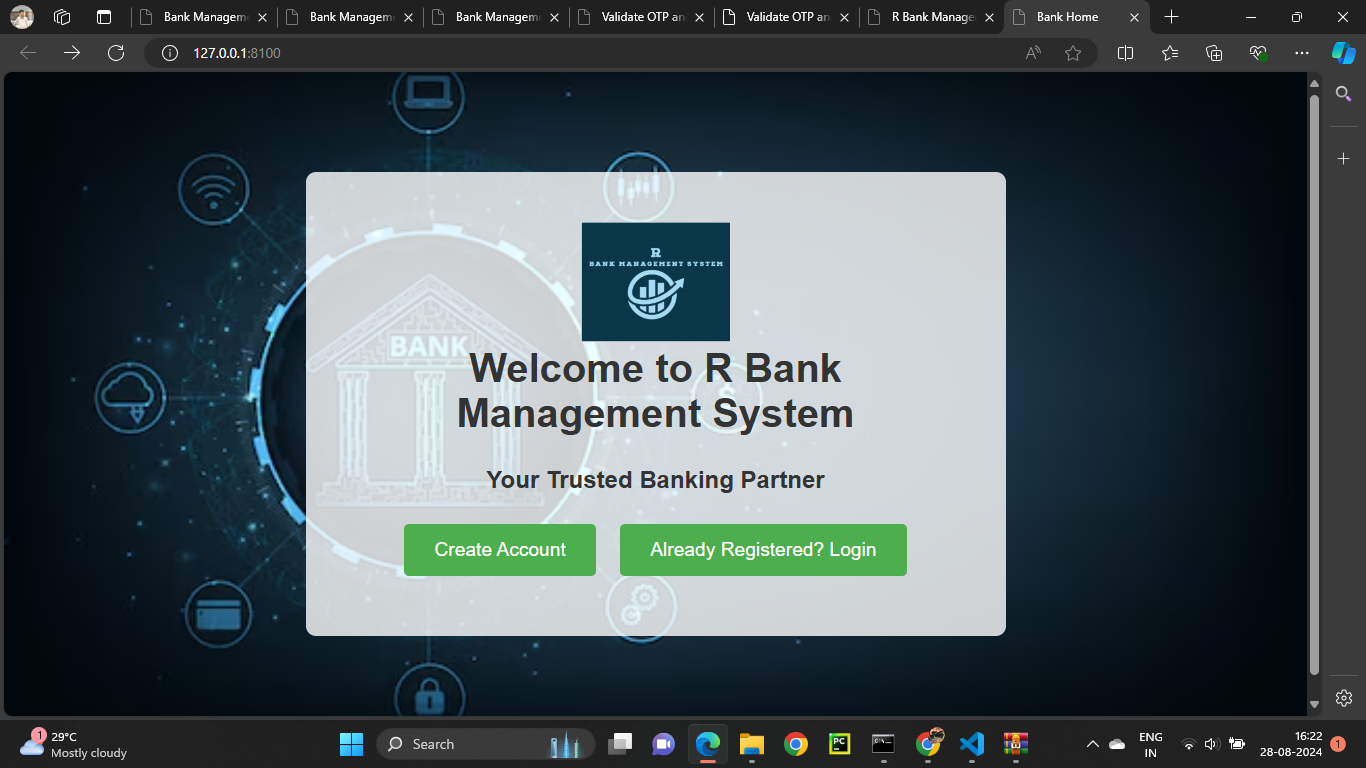 Bank Managem
Bank Managem
Bank Managem
Validate OTP an
Validate OTP an
R Bank Manage
Bank Home
127.0.0.1:8100
R
BANK MANAGEMENT SYSTEM
BANK
Welcome to R Bank
Management System
Your Trusted Banking Partner
Create Account
Already Registered? Login
1
29°C
Mostly cloudy
Search
PC
ENG
IN
16:22
28-08-2024
1